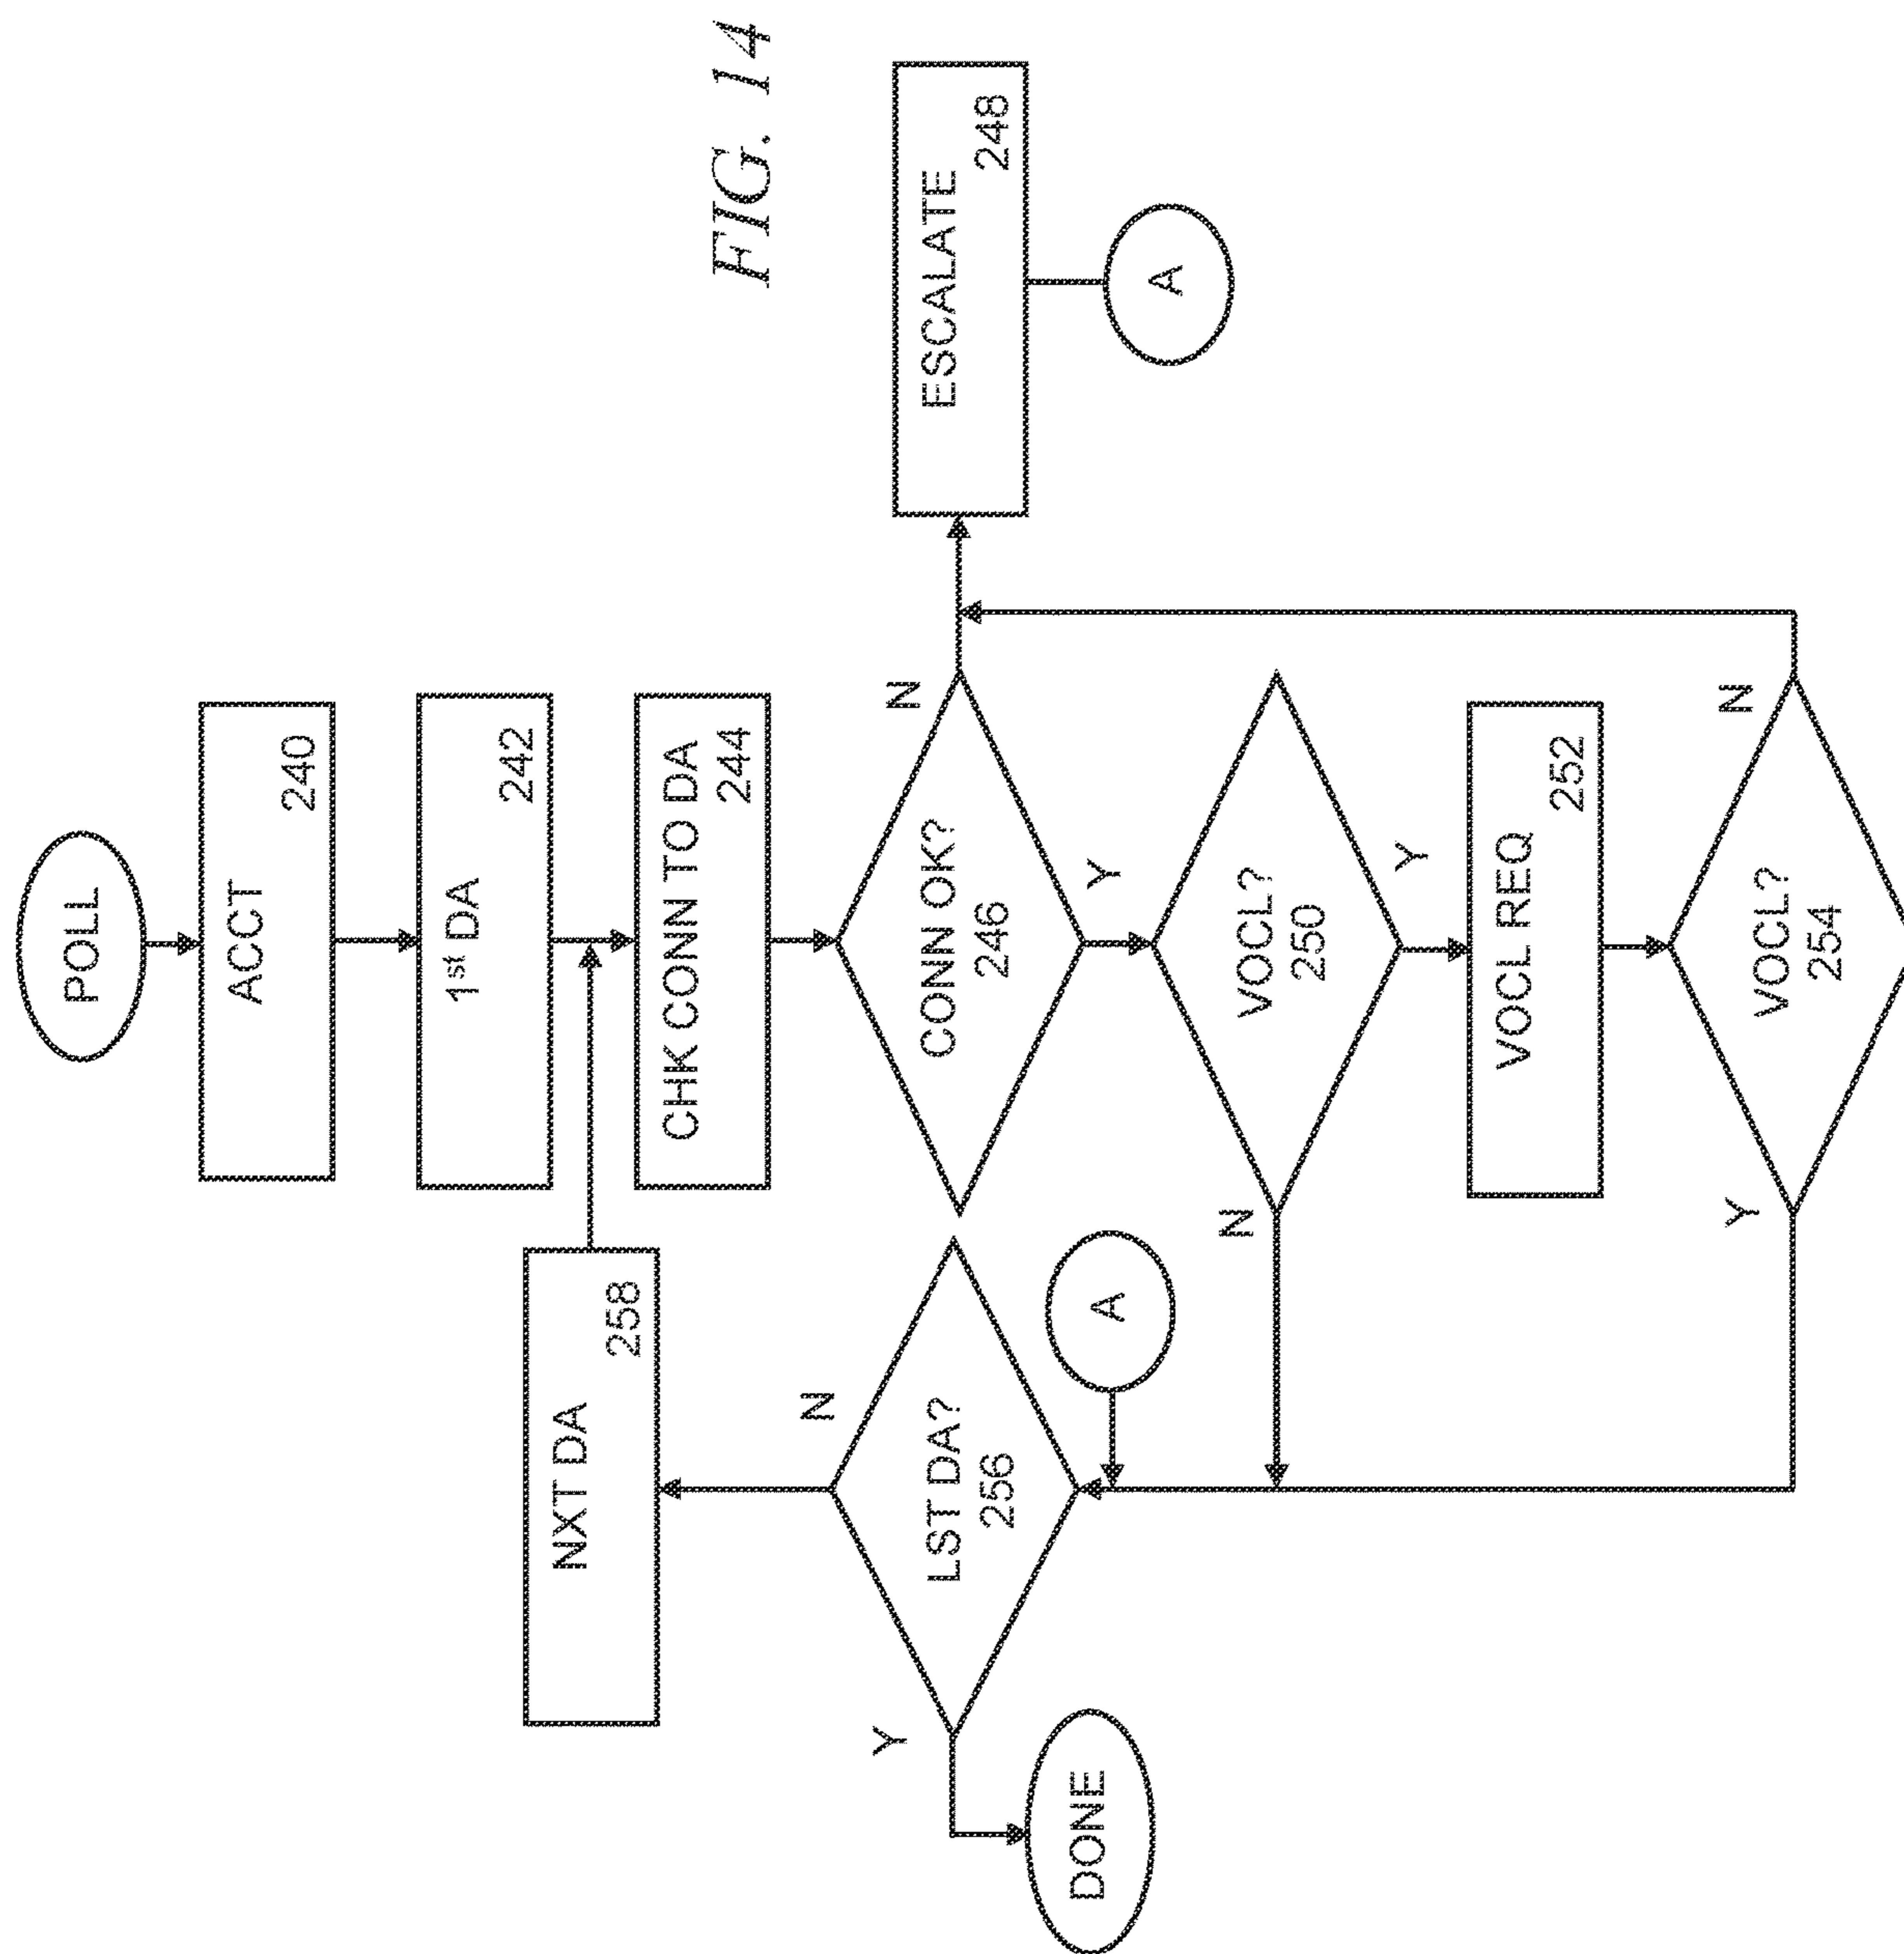 FIG. 14
POLL
ACCT
240
1st DA
242
CHK CONN TO DA
244
CONN OK?
246
N
Y
ESCALATE
248
A
VOCL?
250
N
Y
VOCL REQ
252
VOCL?
254
N
Y
A
LST DA?
256
N
Y
NXT DA
258
DONE